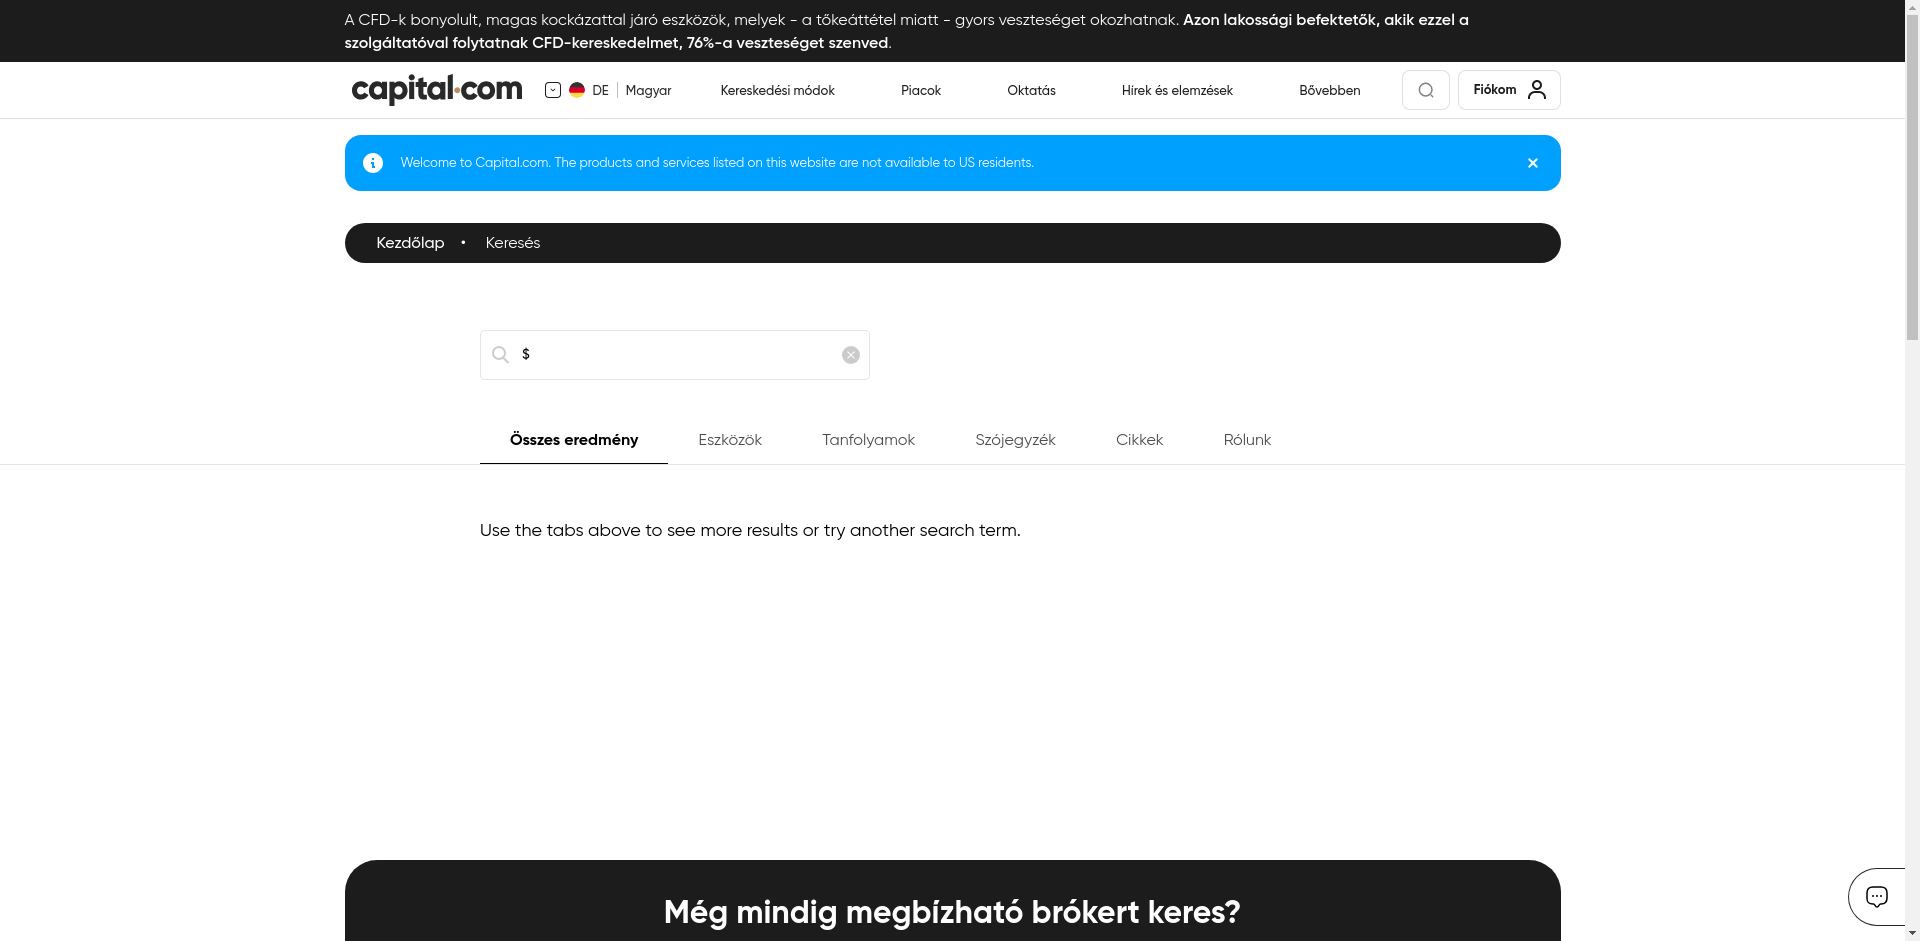 A CFD-k bonyolult, magas kockázattal járó eszközök, melyek - a tőkeáttétel miatt - gyors veszteséget okozhatnak. Azon lakossági befektetők, akik ezzel a
szolgáltatóval folytatnak CFD-kereskedelmet, 76%-a veszteséget szenved.
capital.com DE Magyar Kereskedési módok Piacok Oktatás Hírek és elemzések Bővebben Fiókom
Welcome to Capital.com. The products and services listed on this website are not available to US residents.
Kezdőlap • Keresés
$
Összes eredmény Eszközök Tanfolyamok Szójegyzék Cikkek Rólunk
Use the tabs above to see more results or try another search term.
Még mindig megbízható brókert keres?